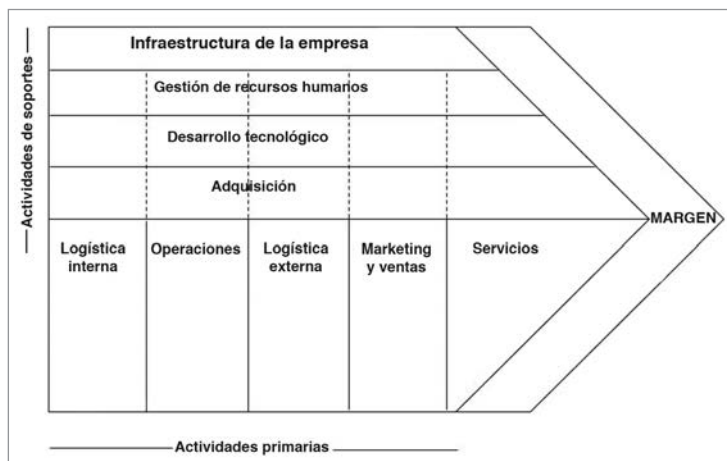 Infraestructura de la empresa
Gestión de recursos humanos
Desarrollo tecnológico
Adquisición
Actividades de soportes
MARGEN
Logística
interna
Operaciones
Logística
externa
Marketing
y ventas
Servicios
Actividades primarias